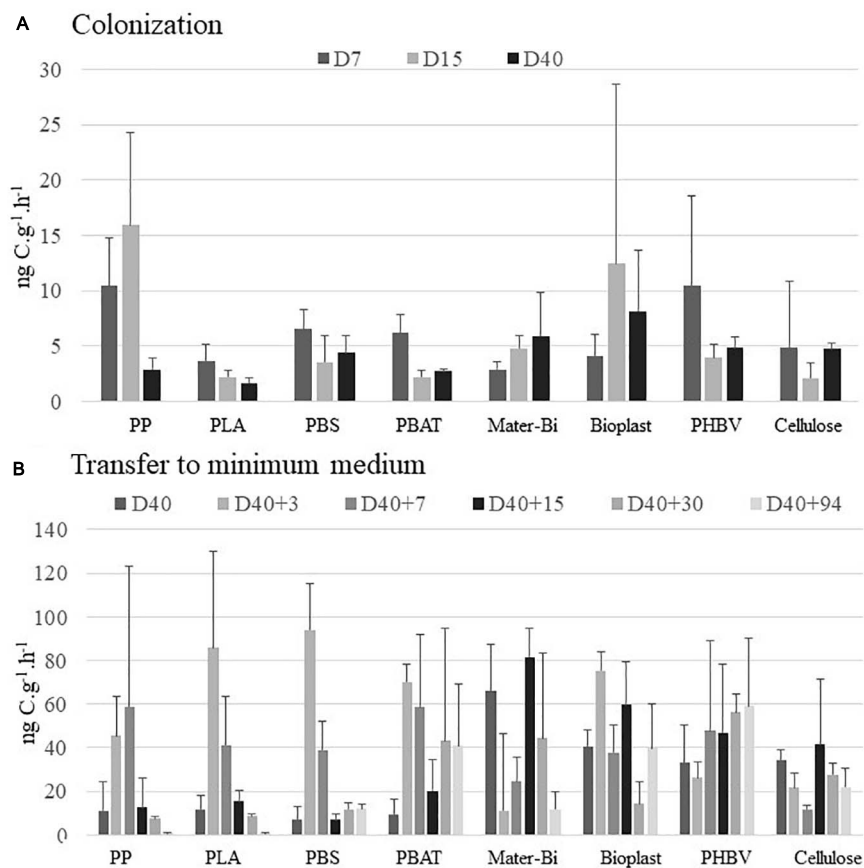 A Colonization
D7 D15 D40
30
25
20
15
10
5
0
ng C.g⁻¹.h⁻¹
PP PLA PBS PBAT Mater-Bi Bioplast PHBV Cellulose
B Transfer to minimum medium
D40 D40+3 D40+7 D40+15 D40+30 D40+94
140
120
100
80
60
40
20
0
ng C.g⁻¹.h⁻¹
PP PLA PBS PBAT Mater-Bi Bioplast PHBV Cellulose